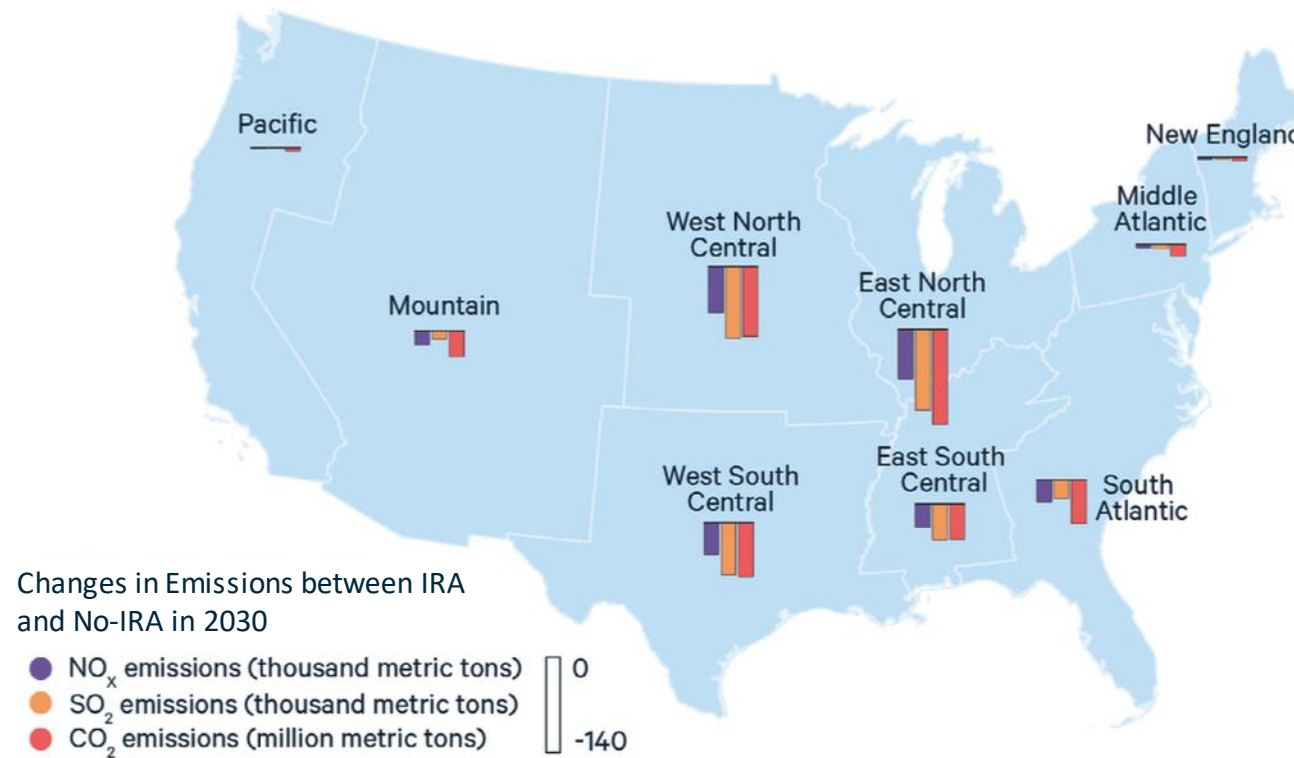 Pacific
New England
Middle
Atlantic
West North
Central
East North
Central
Mountain
West South
Central
East South
Central
South
Atlantic
Changes in Emissions between IRA
and No-IRA in 2030
NOx emissions (thousand metric tons)
SO2 emissions (thousand metric tons)
CO2 emissions (million metric tons)
0
-140